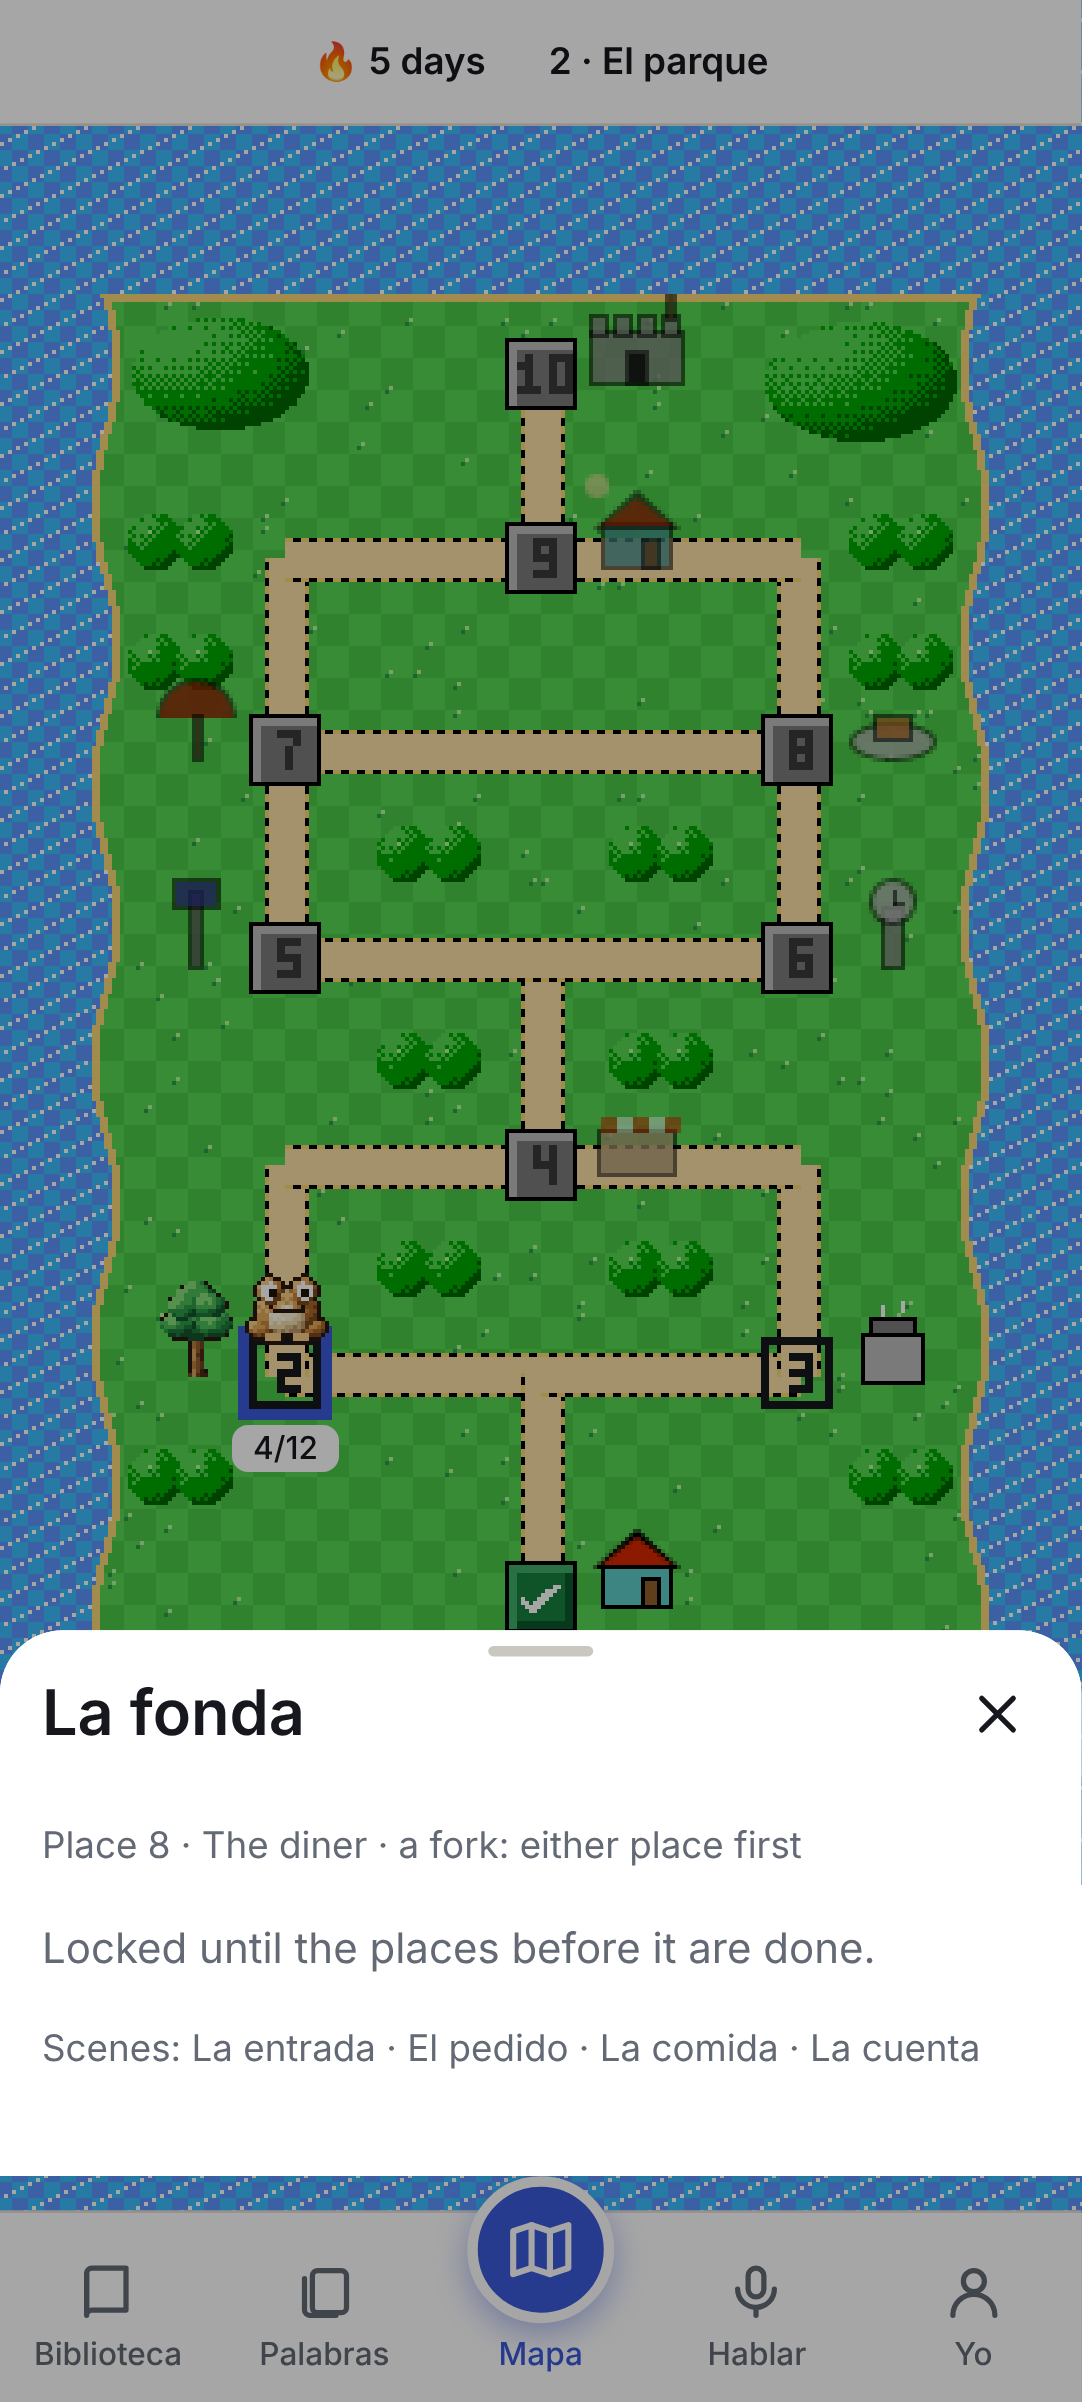 🔥 5 days 2 · El parque
10
9
7 8
5 6
4
2 3
4/12
La fonda
Place 8 · The diner · a fork: either place first
Locked until the places before it are done.
Scenes: La entrada · El pedido · La comida · La cuenta
Biblioteca Palabras Mapa Hablar Yo